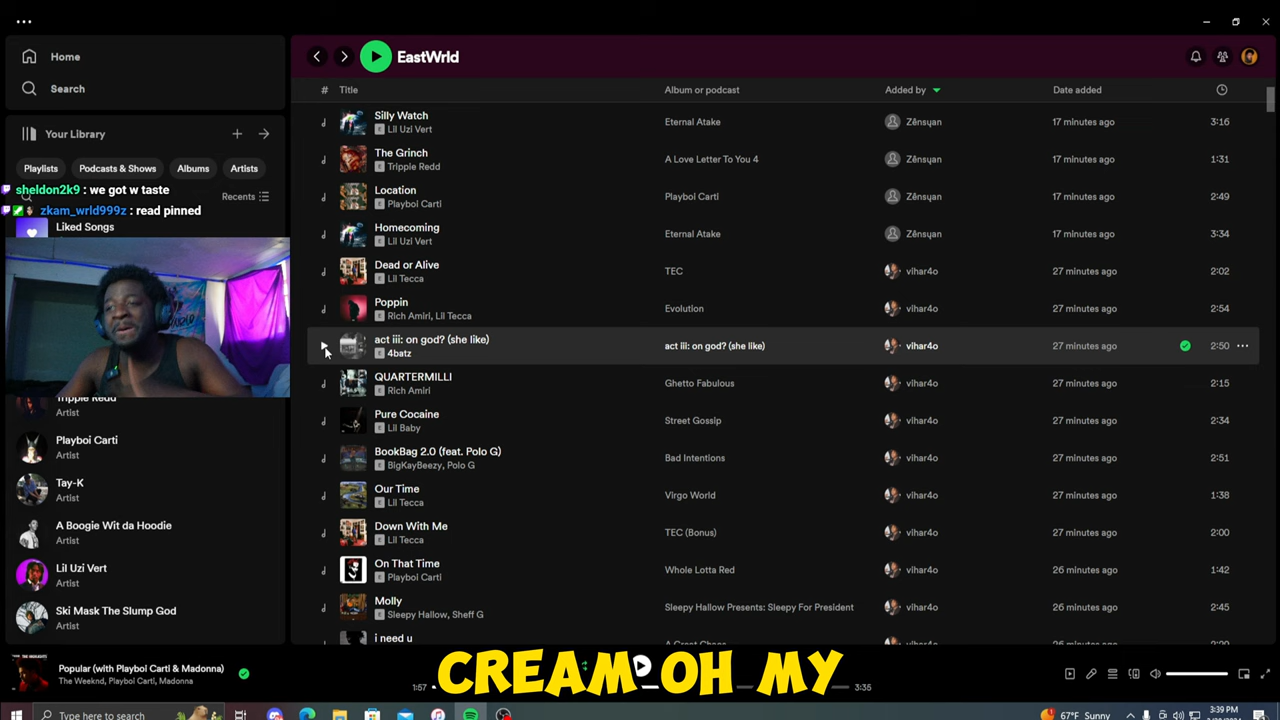 EastWrld
Home
Search
Your Library
Playlists
Podcasts & Shows
Albums
Artists
sheldon2k9 : we got w taste
Recents
zkam_wrld999z : read pinned
Liked Songs
Trippie Redd
Artist
Playboi Carti
Artist
Tay-K
Artist
A Boogie Wit da Hoodie
Artist
Lil Uzi Vert
Artist
Ski Mask The Slump God
Artist
# Title Album or podcast Added by Date added
Silly Watch Eternal Atake Zênsųan 17 minutes ago 3:16
E Lil Uzi Vert
The Grinch A Love Letter To You 4 Zênsųan 17 minutes ago 1:31
E Trippie Redd
Location Playboi Carti Zênsųan 17 minutes ago 2:49
E Playboi Carti
Homecoming Eternal Atake Zênsųan 17 minutes ago 3:34
E Lil Uzi Vert
Dead or Alive TEC vihar4o 27 minutes ago 2:02
E Lil Tecca
Poppin Evolution vihar4o 27 minutes ago 2:54
E Rich Amiri, Lil Tecca
act iii: on god? (she like) act iii: on god? (she like) vihar4o 27 minutes ago 2:50
E 4batz
QUARTERMILLI Ghetto Fabulous vihar4o 27 minutes ago 2:15
E Rich Amiri
Pure Cocaine Street Gossip vihar4o 27 minutes ago 2:34
E Lil Baby
BookBag 2.0 (feat. Polo G) Bad Intentions vihar4o 27 minutes ago 2:51
E BigKayBeezy, Polo G
Our Time Virgo World vihar4o 27 minutes ago 1:38
E Lil Tecca
Down With Me TEC (Bonus) vihar4o 27 minutes ago 2:00
E Lil Tecca
On That Time Whole Lotta Red vihar4o 26 minutes ago 1:42
E Playboi Carti
Molly Sleepy Hallow Presents: Sleepy For President vihar4o 26 minutes ago 2:45
E Sleepy Hallow, Sheff G
i need u A Great Chaos vihar4o 26 minutes ago
CREAM OH MY
Popular (with Playboi Carti & Madonna)
The Weeknd, Playboi Carti, Madonna
1:57 3:35
Type here to search
67°F Sunny
3:39 PM